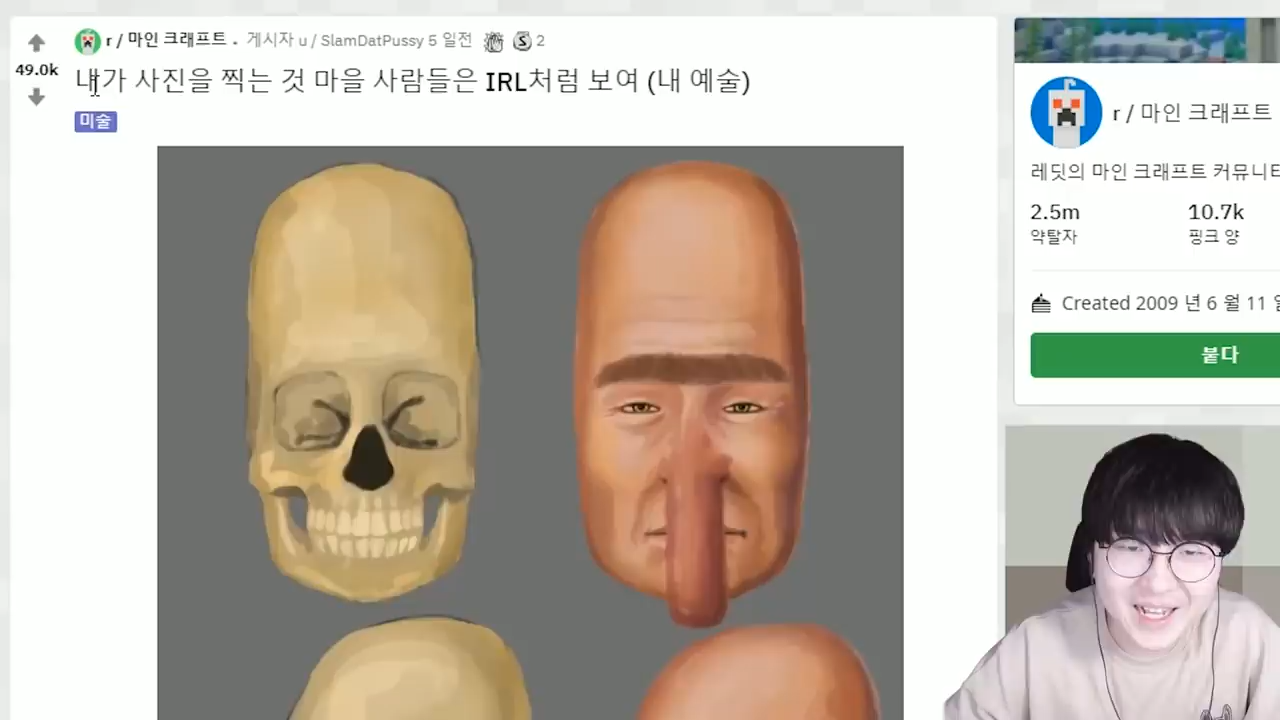 r / 마인 크래프트 . 게시자 u / SlamDatPussy 5 일전 2
49.0k
내가 사진을 찍는 것 마을 사람들은 IRL처럼 보여 (내 예술)
미술
r / 마인 크래프트
레딧의 마인 크래프트 커뮤니티
2.5m 10.7k
약탈자 핑크 양
Created 2009 년 6 월 11
붙다